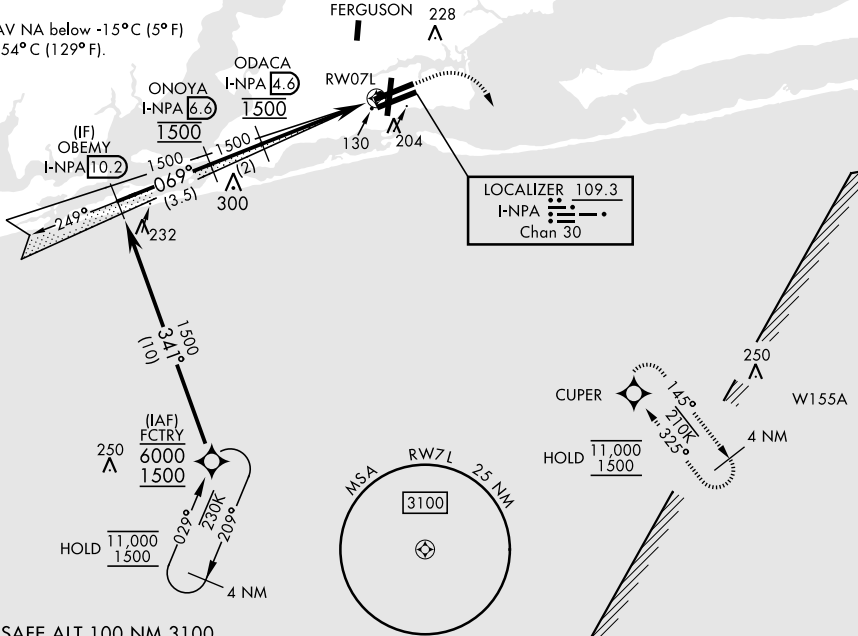 FERGUSON
228
AV NA below -15°C (5°F)
54°C (129°F).
ODACA
I-NPA 4.6
1500
ONOYA
I-NPA 6.6
1500
RW07L
(IF)
OBEMY
I-NPA 10.2
130
204
1500
1500
069°
(2)
(3.5)
300
249°
232
LOCALIZER 109.3
I-NPA
Chan 30
1500
341°
(10)
250
W155A
CUPER
145°
210K
325°
4 NM
HOLD 11,000
1500
(IAF)
FCTRY
6000
1500
250
029°
230K
209°
HOLD 11,000
1500
4 NM
MSA RW7L 25 NM
3100
SAFE ALT 100 NM 3100